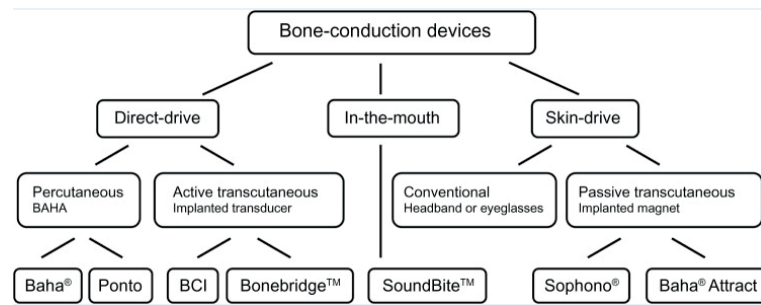 Bone-conduction devices
Direct-drive
In-the-mouth
Skin-drive
Percutaneous
BAHA
Active transcutaneous
Implanted transducer
Conventional
Headband or eyeglasses
Passive transcutaneous
Implanted magnet
Baha®
Ponto
BCI
Bonebridge™
SoundBite™
Sophono®
Baha® Attract